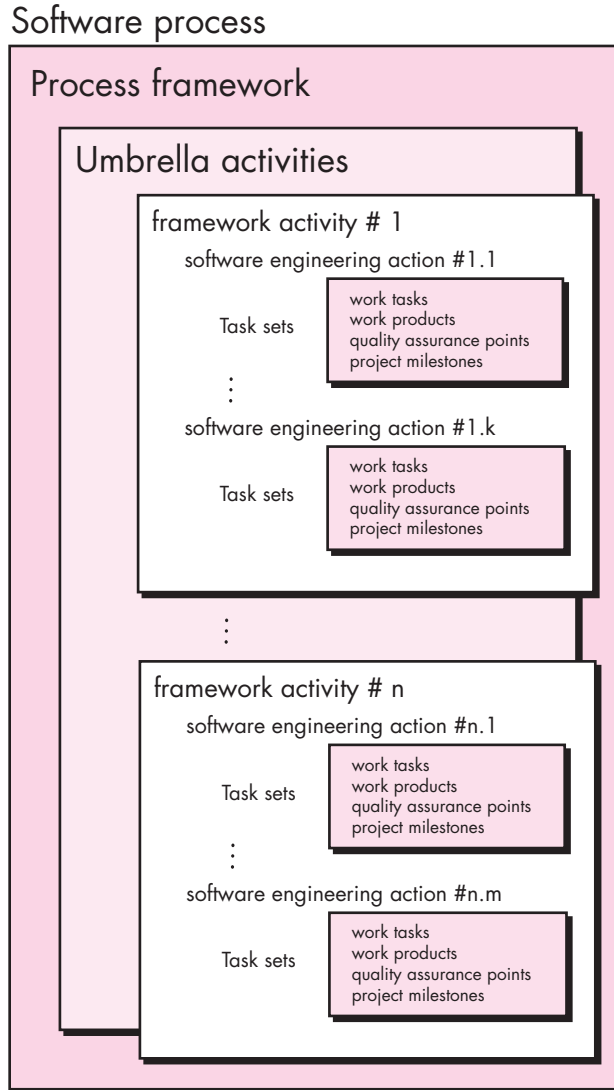 Software process
Process framework
Umbrella activities
framework activity # 1
software engineering action #1.1
Task sets
work tasks
work products
quality assurance points
project milestones
software engineering action #1.k
Task sets
work tasks
work products
quality assurance points
project milestones
framework activity # n
software engineering action #n.1
Task sets
work tasks
work products
quality assurance points
project milestones
software engineering action #n.m
Task sets
work tasks
work products
quality assurance points
project milestones